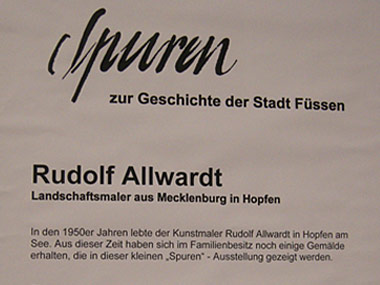 Spuren
zur Geschichte der Stadt Füssen
Rudolf Allwardt
Landschaftsmaler aus Mecklenburg in Hopfen
In den 1950er Jahren lebte der Kunstmaler Rudolf Allwardt in Hopfen am
See. Aus dieser Zeit haben sich im Familienbesitz noch einige Gemälde
erhalten, die in dieser kleinen „Spuren“ - Ausstellung gezeigt werden.